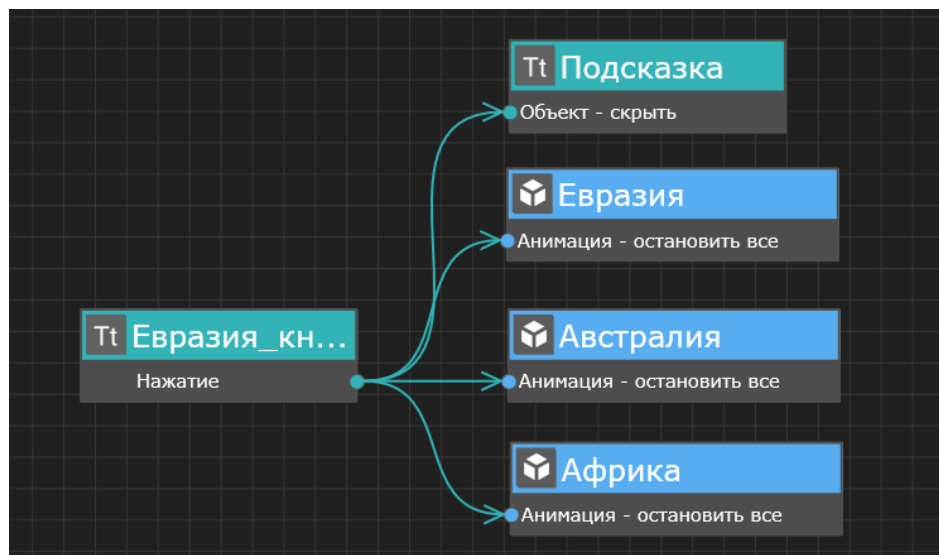 Tt Подсказка
Объект - скрыть
Евразия
Анимация - остановить все
Tt Евразия_кн...
Нажатие
Австралия
Анимация - остановить все
Африка
Анимация - остановить все